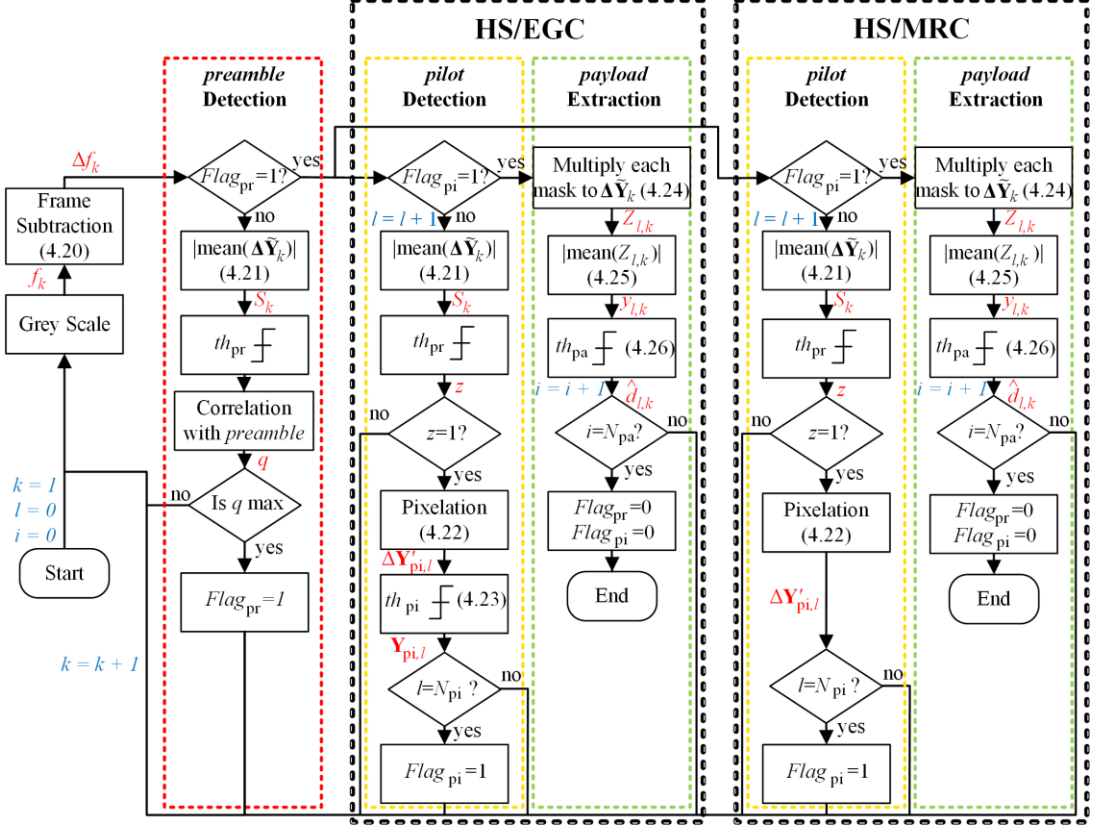 HS/EGC
HS/MRC
preamble
Detection
pilot
Detection
payload
Extraction
pilot
Detection
payload
Extraction
Δf_k
Frame
Subtraction
(4.20)
f_k
Grey Scale
k = 1
l = 0
i = 0
Start
k = k + 1
Flag_pr=1?
yes
no
|mean(ΔỸ_k)|
(4.21)
S_k
th_pr
Correlation
with preamble
q
no
Is q max
yes
Flag_pr=1
Flag_pi=1?
yes
l = l + 1
no
|mean(ΔỸ_k)|
(4.21)
S_k
th_pr
z
no
z=1?
yes
Pixelation
(4.22)
ΔY′_pi,l
th_pi (4.23)
Y_pi,l
no
l=N_pi ?
yes
Flag_pi=1
Multiply each
mask to ΔỸ_k (4.24)
Z_l,k
|mean(Z_l,k)|
(4.25)
y_l,k
th_pa (4.26)
i = i + 1
d̂_l,k
i=N_pa?
no
yes
Flag_pr=0
Flag_pi=0
End
Flag_pi=1?
yes
l = l + 1
no
|mean(ΔỸ_k)|
(4.21)
S_k
th_pr
z
no
z=1?
yes
Pixelation
(4.22)
ΔY′_pi,l
no
l=N_pi ?
yes
Flag_pi=1
Multiply each
mask to ΔỸ_k (4.24)
Z_l,k
|mean(Z_l,k)|
(4.25)
y_l,k
th_pa (4.26)
i = i + 1
d̂_l,k
i=N_pa?
no
yes
Flag_pr=0
Flag_pi=0
End